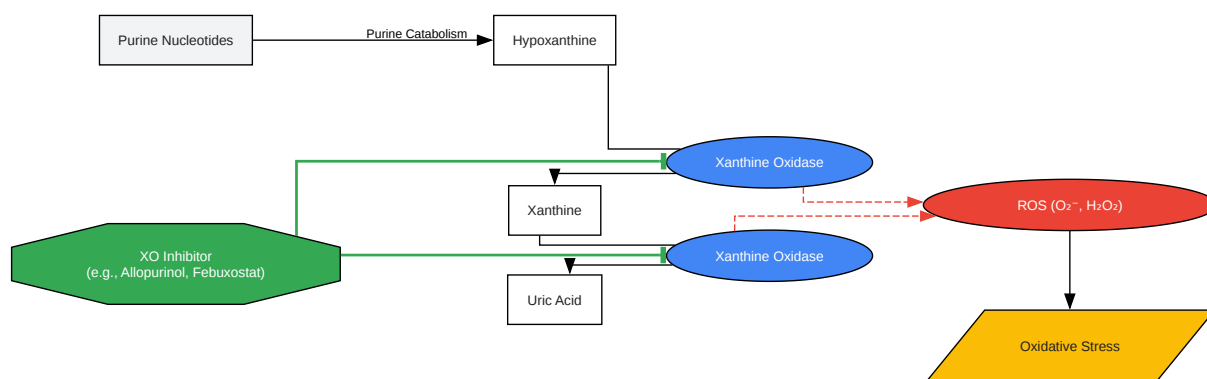 Purine Nucleotides
Purine Catabolism
Hypoxanthine
Xanthine Oxidase
Xanthine
ROS (O₂⁻, H₂O₂)
XO Inhibitor
(e.g., Allopurinol, Febuxostat)
Xanthine Oxidase
Uric Acid
Oxidative Stress